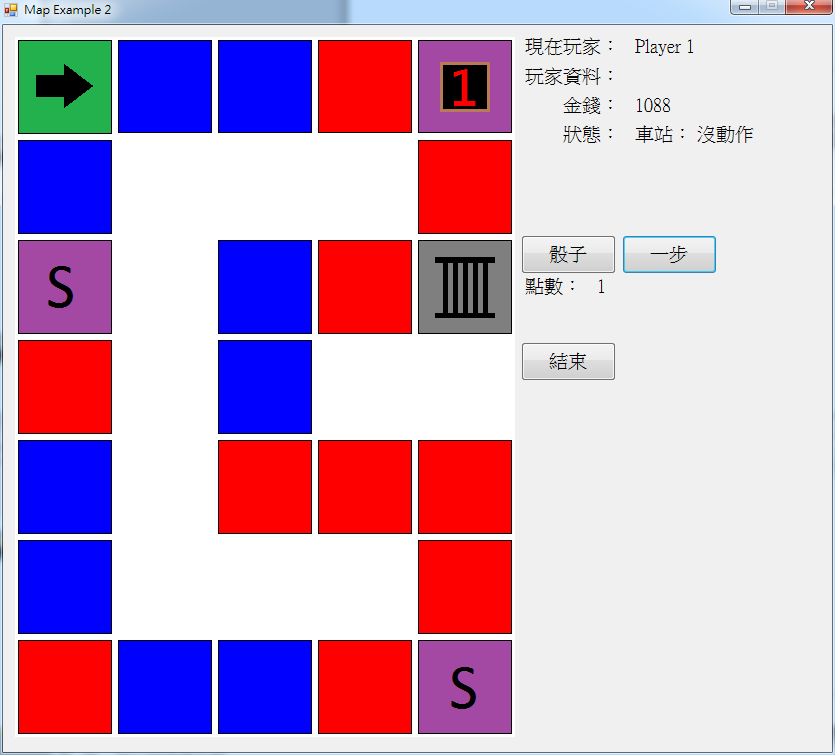 Map Example 2
1
S
S
現在玩家： Player 1
玩家資料：
金錢： 1088
狀態： 車站： 沒動作
骰子 一步
點數： 1
結束